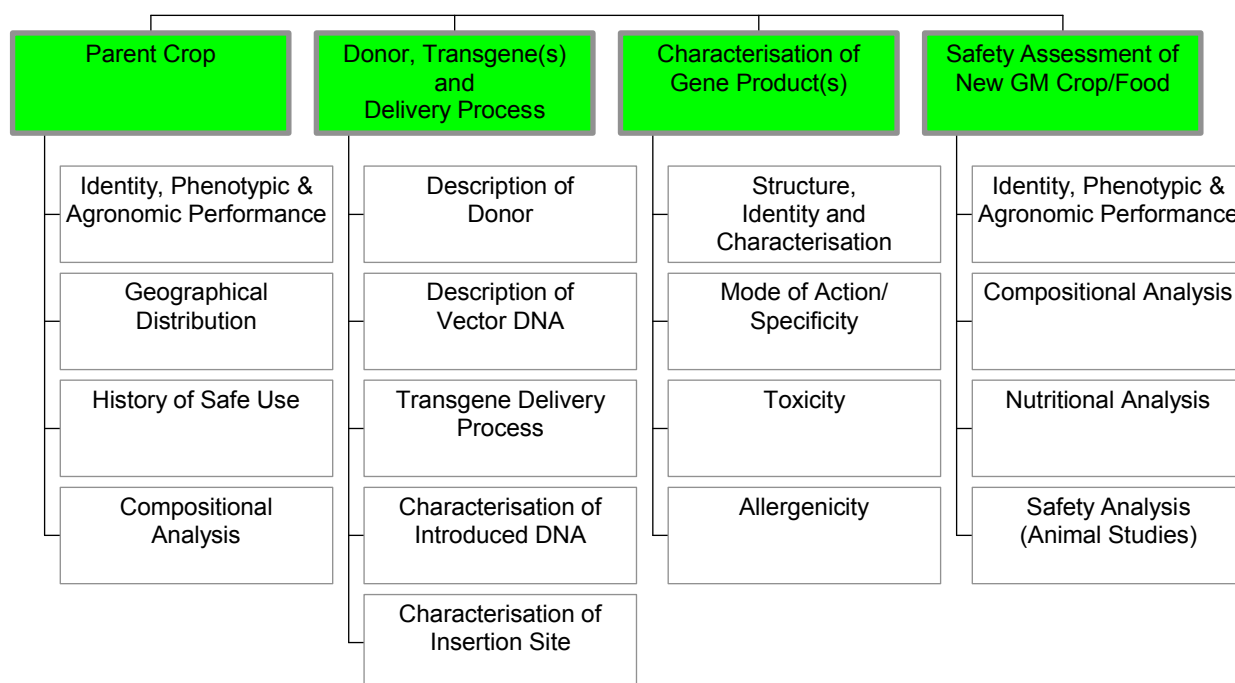 Parent Crop
Donor, Transgene(s)
and
Delivery Process
Characterisation of
Gene Product(s)
Safety Assessment of
New GM Crop/Food
Identity, Phenotypic &
Agronomic Performance
Geographical
Distribution
History of Safe Use
Compositional
Analysis
Description of
Donor
Description of
Vector DNA
Transgene Delivery
Process
Characterisation of
Introduced DNA
Characterisation of
Insertion Site
Structure,
Identity and
Characterisation
Mode of Action/
Specificity
Toxicity
Allergenicity
Identity, Phenotypic &
Agronomic Performance
Compositional Analysis
Nutritional Analysis
Safety Analysis
(Animal Studies)